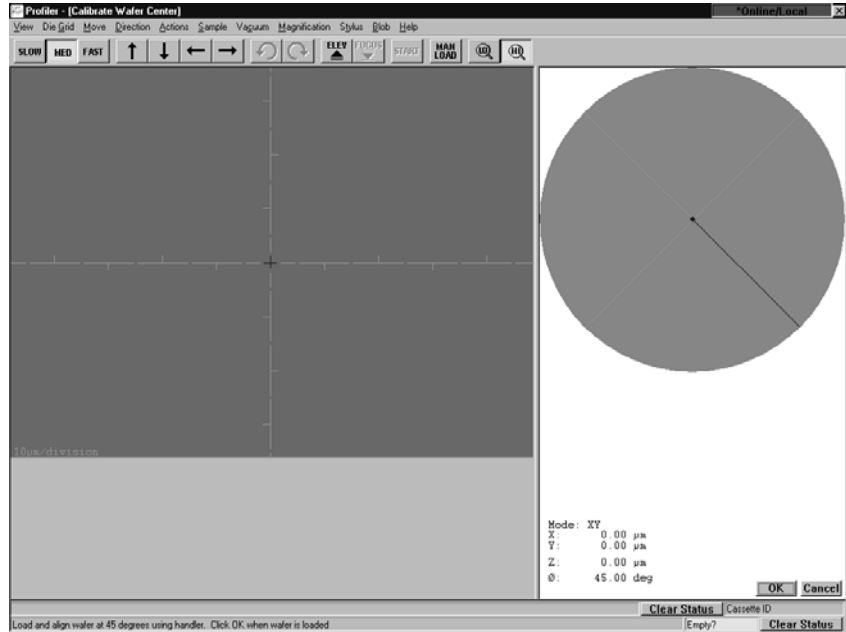 Profiler - [Calibrate Wafer Center]
*Online/Local
View Die Grid Move Direction Actions Sample Vacuum Magnification Stylus Blob Help
SLOW MED FAST ELEV FOCUS START MAN LOAD LO HI
10µm/division
Mode: XY
X: 0.00 µm
Y: 0.00 µm
Z: 0.00 µm
Ø: 45.00 deg
OK Cancel
Clear Status Cassette ID
Load and align wafer at 45 degrees using handler. Click OK when wafer is loaded
Empty? Clear Status